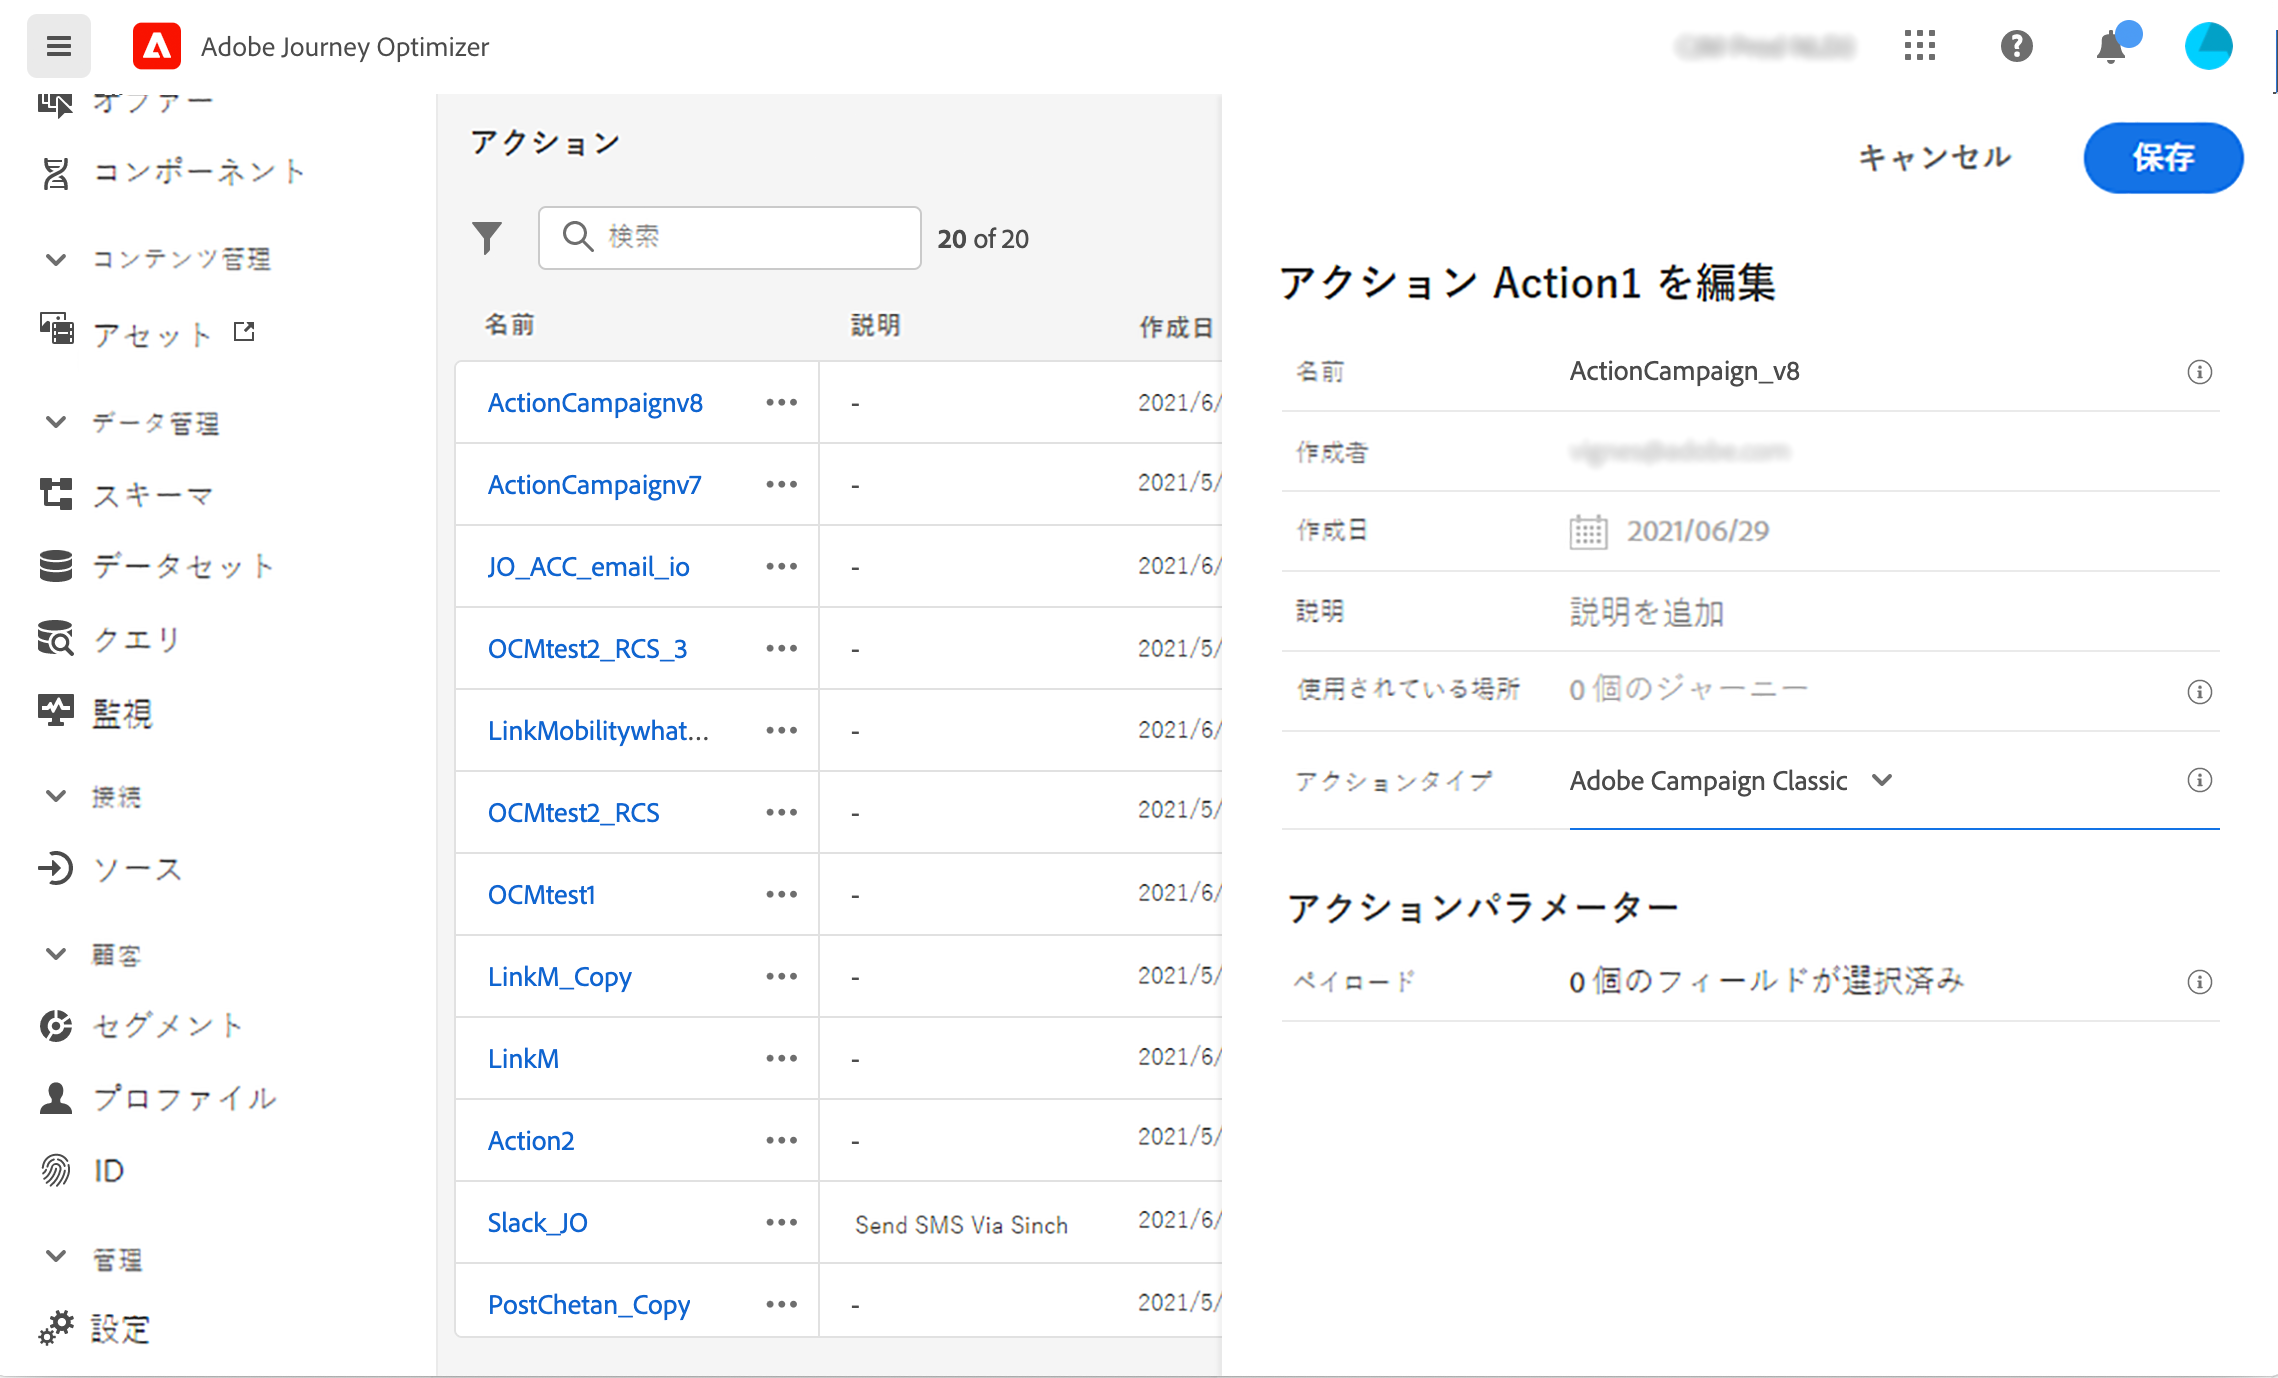 Adobe Journey Optimizer
オファー
コンポーネント
コンテンツ管理
アセット
データ管理
スキーマ
データセット
クエリ
監視
接続
ソース
顧客
セグメント
プロファイル
ID
管理
設定
アクション
検索
20 of 20
名前 説明 作成日
ActionCampaignv8 ••• - 2021/6/
ActionCampaignv7 ••• - 2021/5/
JO_ACC_email_io ••• - 2021/6/
OCMtest2_RCS_3 ••• - 2021/5/
LinkMobilitywhat... ••• - 2021/6/
OCMtest2_RCS ••• - 2021/5/
OCMtest1 ••• - 2021/6/
LinkM_Copy ••• - 2021/5/
LinkM ••• - 2021/6/
Action2 ••• - 2021/5/
Slack_JO ••• Send SMS Via Sinch 2021/6/
PostChetan_Copy ••• - 2021/5/
キャンセル
保存
アクション Action1 を編集
名前 ActionCampaign_v8
作成者
作成日 2021/06/29
説明 説明を追加
使用されている場所 0 個のジャーニー
アクションタイプ Adobe Campaign Classic
アクションパラメーター
ペイロード 0 個のフィールドが選択済み